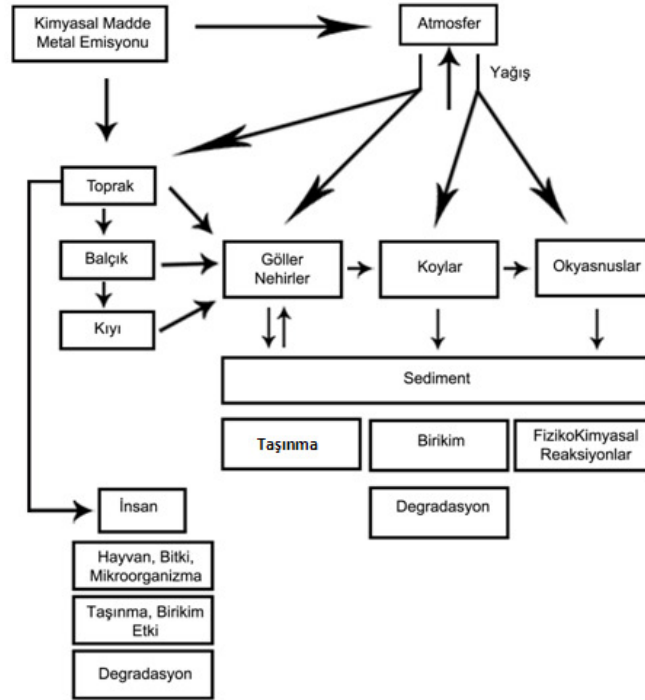 Kimyasal Madde
Metal Emisyonu
Atmosfer
Yağış
Toprak
Balçık
Kıyı
Göller
Nehirler
Koylar
Okyasnuslar
Sediment
Taşınma
Birikim
FizikoKimyasal
Reaksiyonlar
Degradasyon
İnsan
Hayvan, Bitki,
Mikroorganizma
Taşınma, Birikim
Etki
Degradasyon